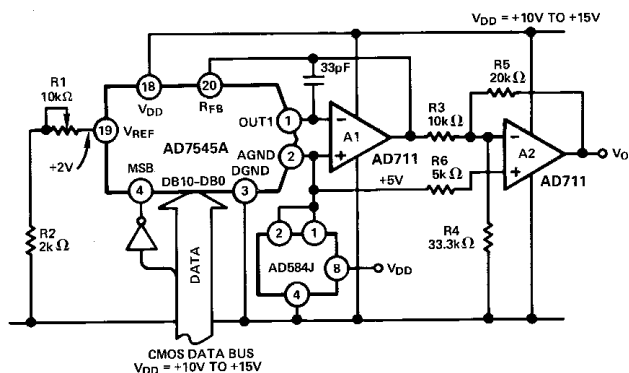 VDD = +10V TO +15V
33pF
R1
10kΩ
18
VDD
20
RFB
R5
20kΩ
19
VREF
OUT1
1
−
A1
+
AD711
R3
10kΩ
−
A2
+
AD711
VO
+2V
AD7545A
AGND
2
MSB
4
DB10-DB0
DGND
3
+5V
R6
5kΩ
R2
2kΩ
DATA
2
1
AD584J
8
VDD
4
R4
33.3kΩ
CMOS DATA BUS
VDD = +10V TO +15V